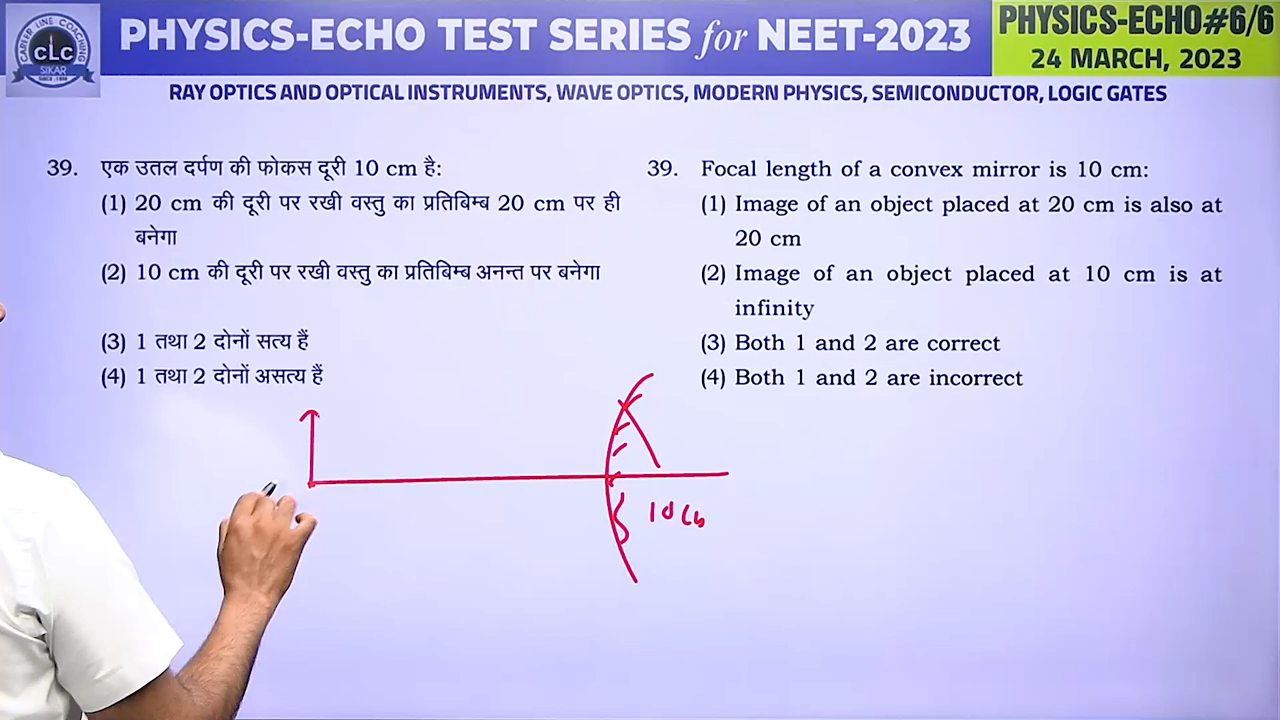 CAREER LINE COACHING
CLC
SIKAR
PHYSICS-ECHO TEST SERIES for NEET-2023
PHYSICS-ECHO#6/6
24 MARCH, 2023
RAY OPTICS AND OPTICAL INSTRUMENTS, WAVE OPTICS, MODERN PHYSICS, SEMICONDUCTOR, LOGIC GATES
39. एक उतल दर्पण की फोकस दूरी 10 cm है:
(1) 20 cm की दूरी पर रखी वस्तु का प्रतिबिम्ब 20 cm पर ही
बनेगा
(2) 10 cm की दूरी पर रखी वस्तु का प्रतिबिम्ब अनन्त पर बनेगा
(3) 1 तथा 2 दोनों सत्य हैं
(4) 1 तथा 2 दोनों असत्य हैं
39. Focal length of a convex mirror is 10 cm:
(1) Image of an object placed at 20 cm is also at
20 cm
(2) Image of an object placed at 10 cm is at
infinity
(3) Both 1 and 2 are correct
(4) Both 1 and 2 are incorrect
10